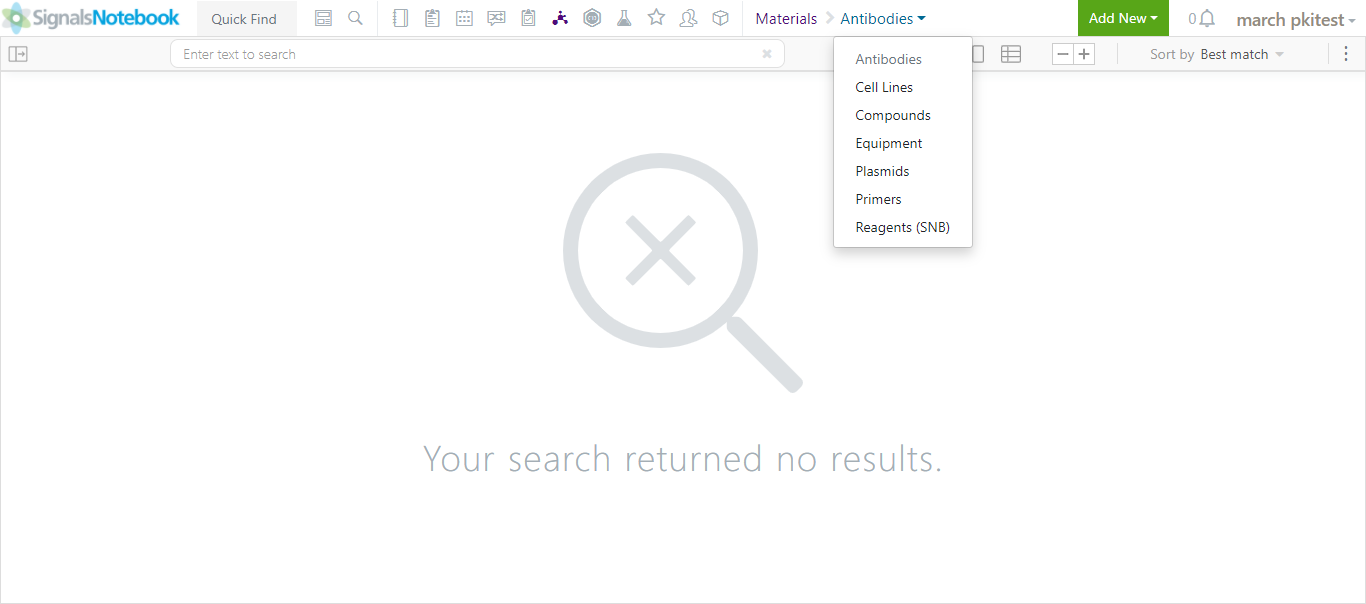 SignalsNotebook Quick Find Materials Antibodies Add New 0 march pkitest
Enter text to search Sort by Best match
Antibodies
Cell Lines
Compounds
Equipment
Plasmids
Primers
Reagents (SNB)
Your search returned no results.